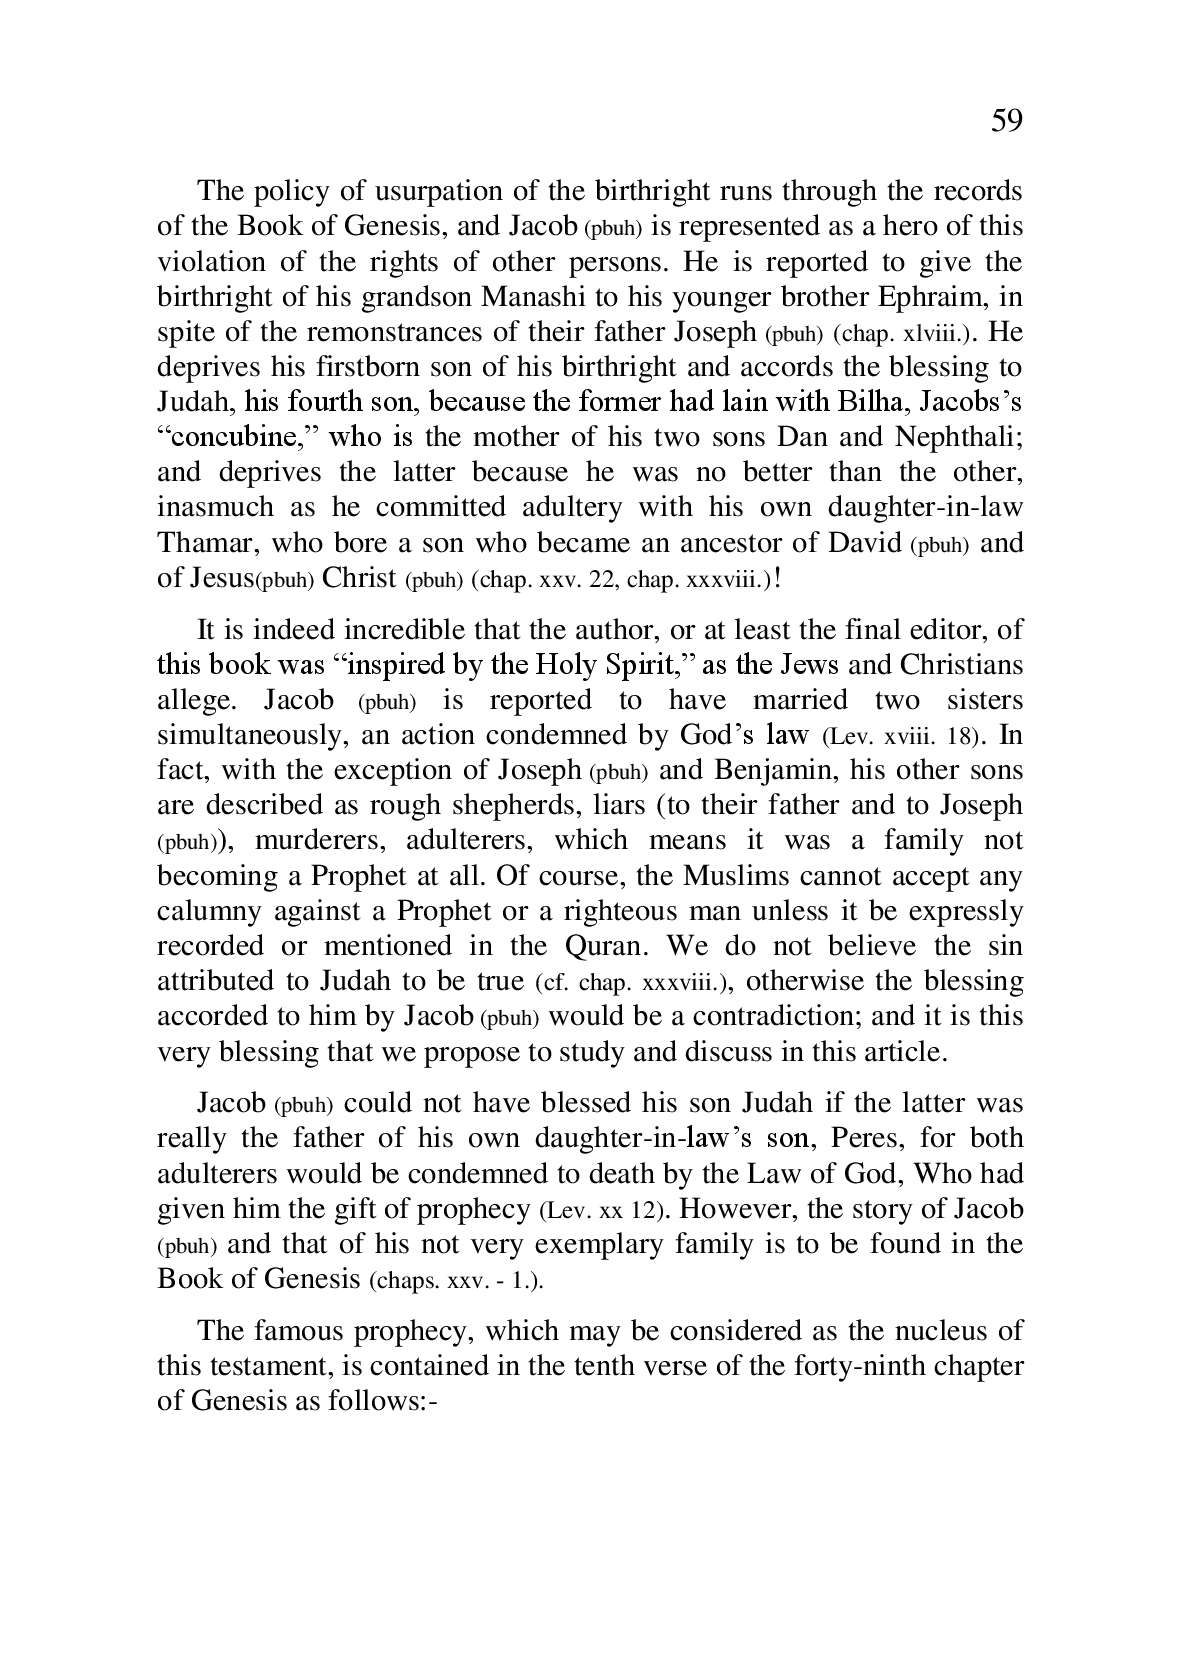 59
The policy of usurpation of the birthright runs through the records
of the Book of Genesis, and Jacob (pbuh) is represented as a hero of this
violation of the rights of other persons. He is reported to give the
birthright of his grandson Manashi to his younger brother Ephraim, in
spite of the remonstrances of their father Joseph (pbuh) (chap. xlviii.). He
deprives his firstborn son of his birthright and accords the blessing to
Judah, his fourth son, because the former had lain with Bilha, Jacobs’s
“concubine,” who is the mother of his two sons Dan and Nephthali;
and deprives the latter because he was no better than the other,
inasmuch as he committed adultery with his own daughter-in-law
Thamar, who bore a son who became an ancestor of David (pbuh) and
of Jesus(pbuh) Christ (pbuh) (chap. xxv. 22, chap. xxxviii.)!
It is indeed incredible that the author, or at least the final editor, of
this book was “inspired by the Holy Spirit,” as the Jews and Christians
allege. Jacob (pbuh) is reported to have married two sisters
simultaneously, an action condemned by God’s law (Lev. xviii. 18). In
fact, with the exception of Joseph (pbuh) and Benjamin, his other sons
are described as rough shepherds, liars (to their father and to Joseph
(pbuh)), murderers, adulterers, which means it was a family not
becoming a Prophet at all. Of course, the Muslims cannot accept any
calumny against a Prophet or a righteous man unless it be expressly
recorded or mentioned in the Quran. We do not believe the sin
attributed to Judah to be true (cf. chap. xxxviii.), otherwise the blessing
accorded to him by Jacob (pbuh) would be a contradiction; and it is this
very blessing that we propose to study and discuss in this article.
Jacob (pbuh) could not have blessed his son Judah if the latter was
really the father of his own daughter-in-law’s son, Peres, for both
adulterers would be condemned to death by the Law of God, Who had
given him the gift of prophecy (Lev. xx 12). However, the story of Jacob
(pbuh) and that of his not very exemplary family is to be found in the
Book of Genesis (chaps. xxv. - 1.).
The famous prophecy, which may be considered as the nucleus of
this testament, is contained in the tenth verse of the forty-ninth chapter
of Genesis as follows:-